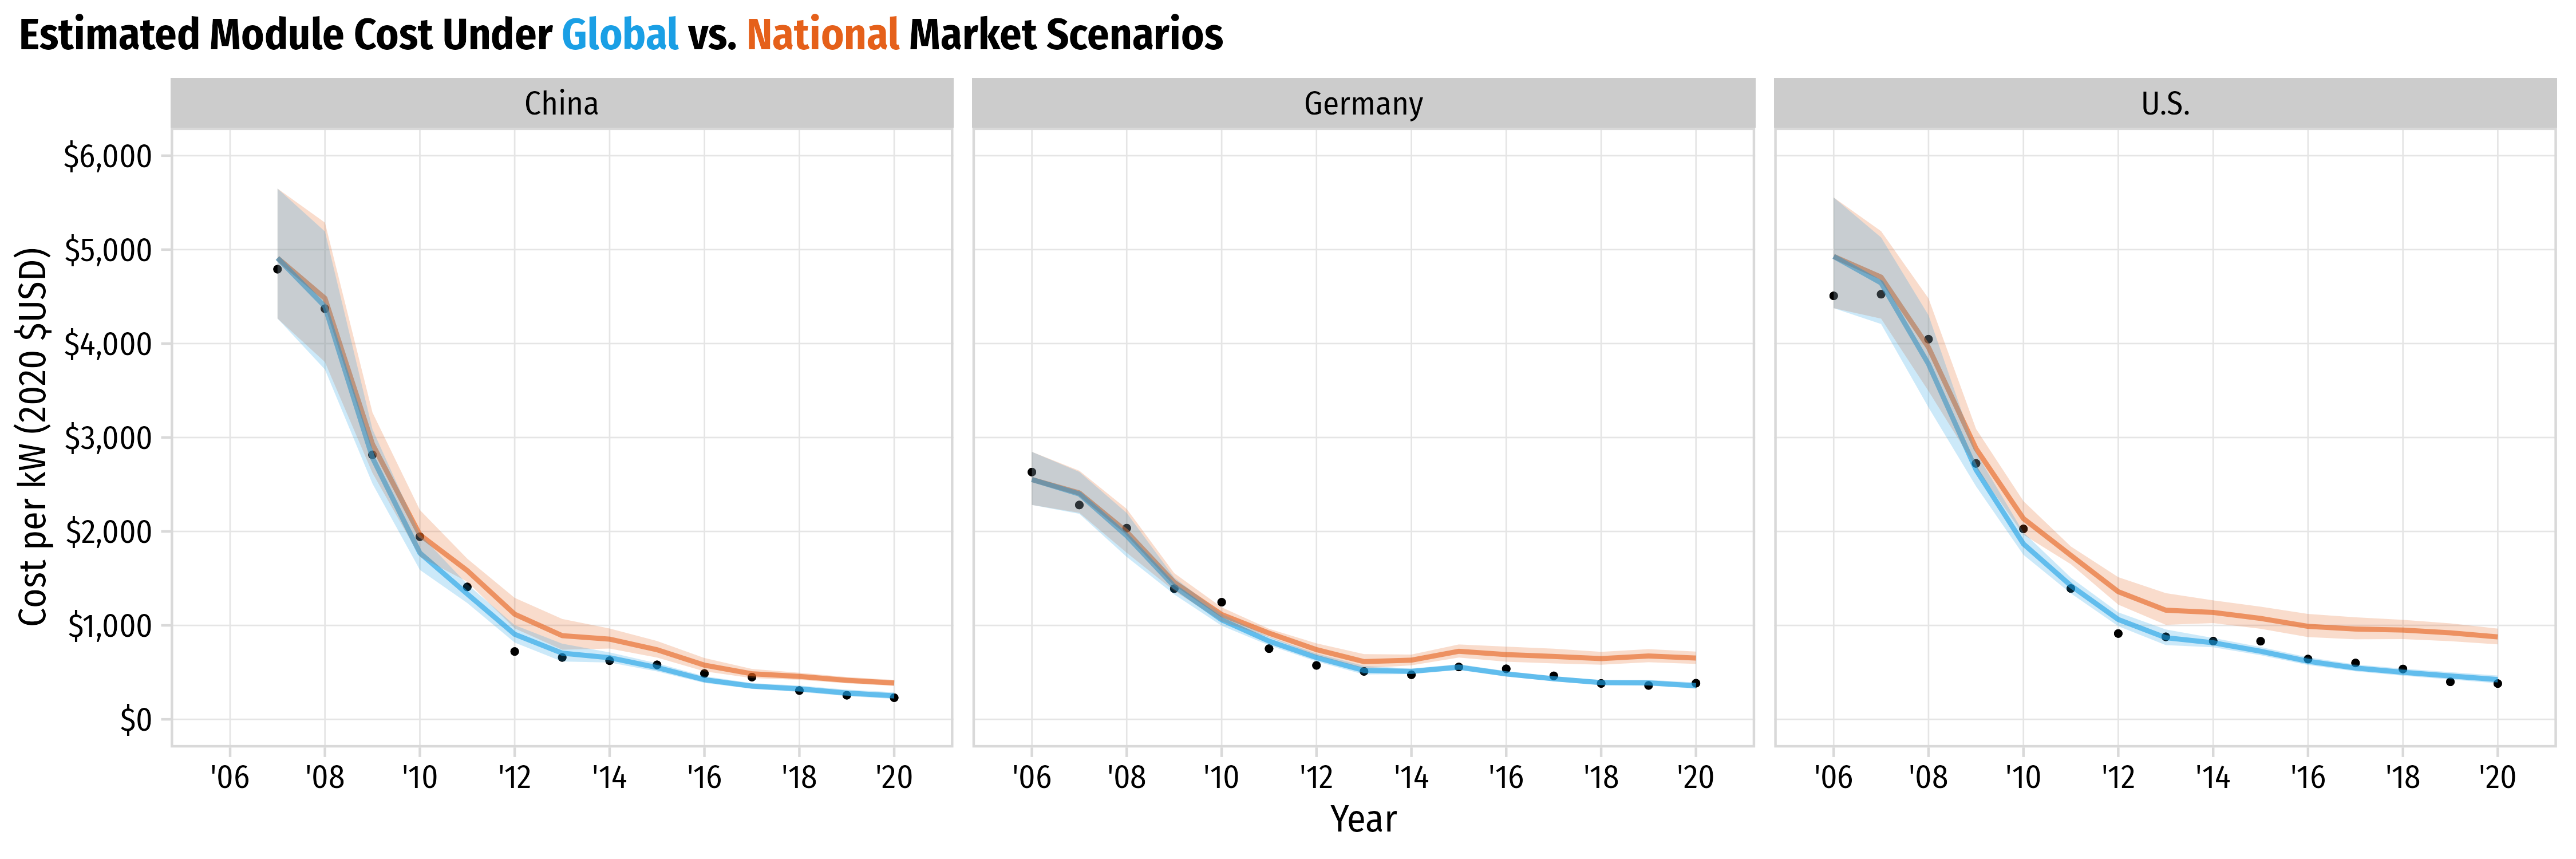 Estimated Module Cost Under Global vs. National Market Scenarios
China Germany U.S.
Cost per kW (2020 $USD)
$6,000
$5,000
$4,000
$3,000
$2,000
$1,000
$0
'06 '08 '10 '12 '14 '16 '18 '20 '06 '08 '10 '12 '14 '16 '18 '20 '06 '08 '10 '12 '14 '16 '18 '20
Year